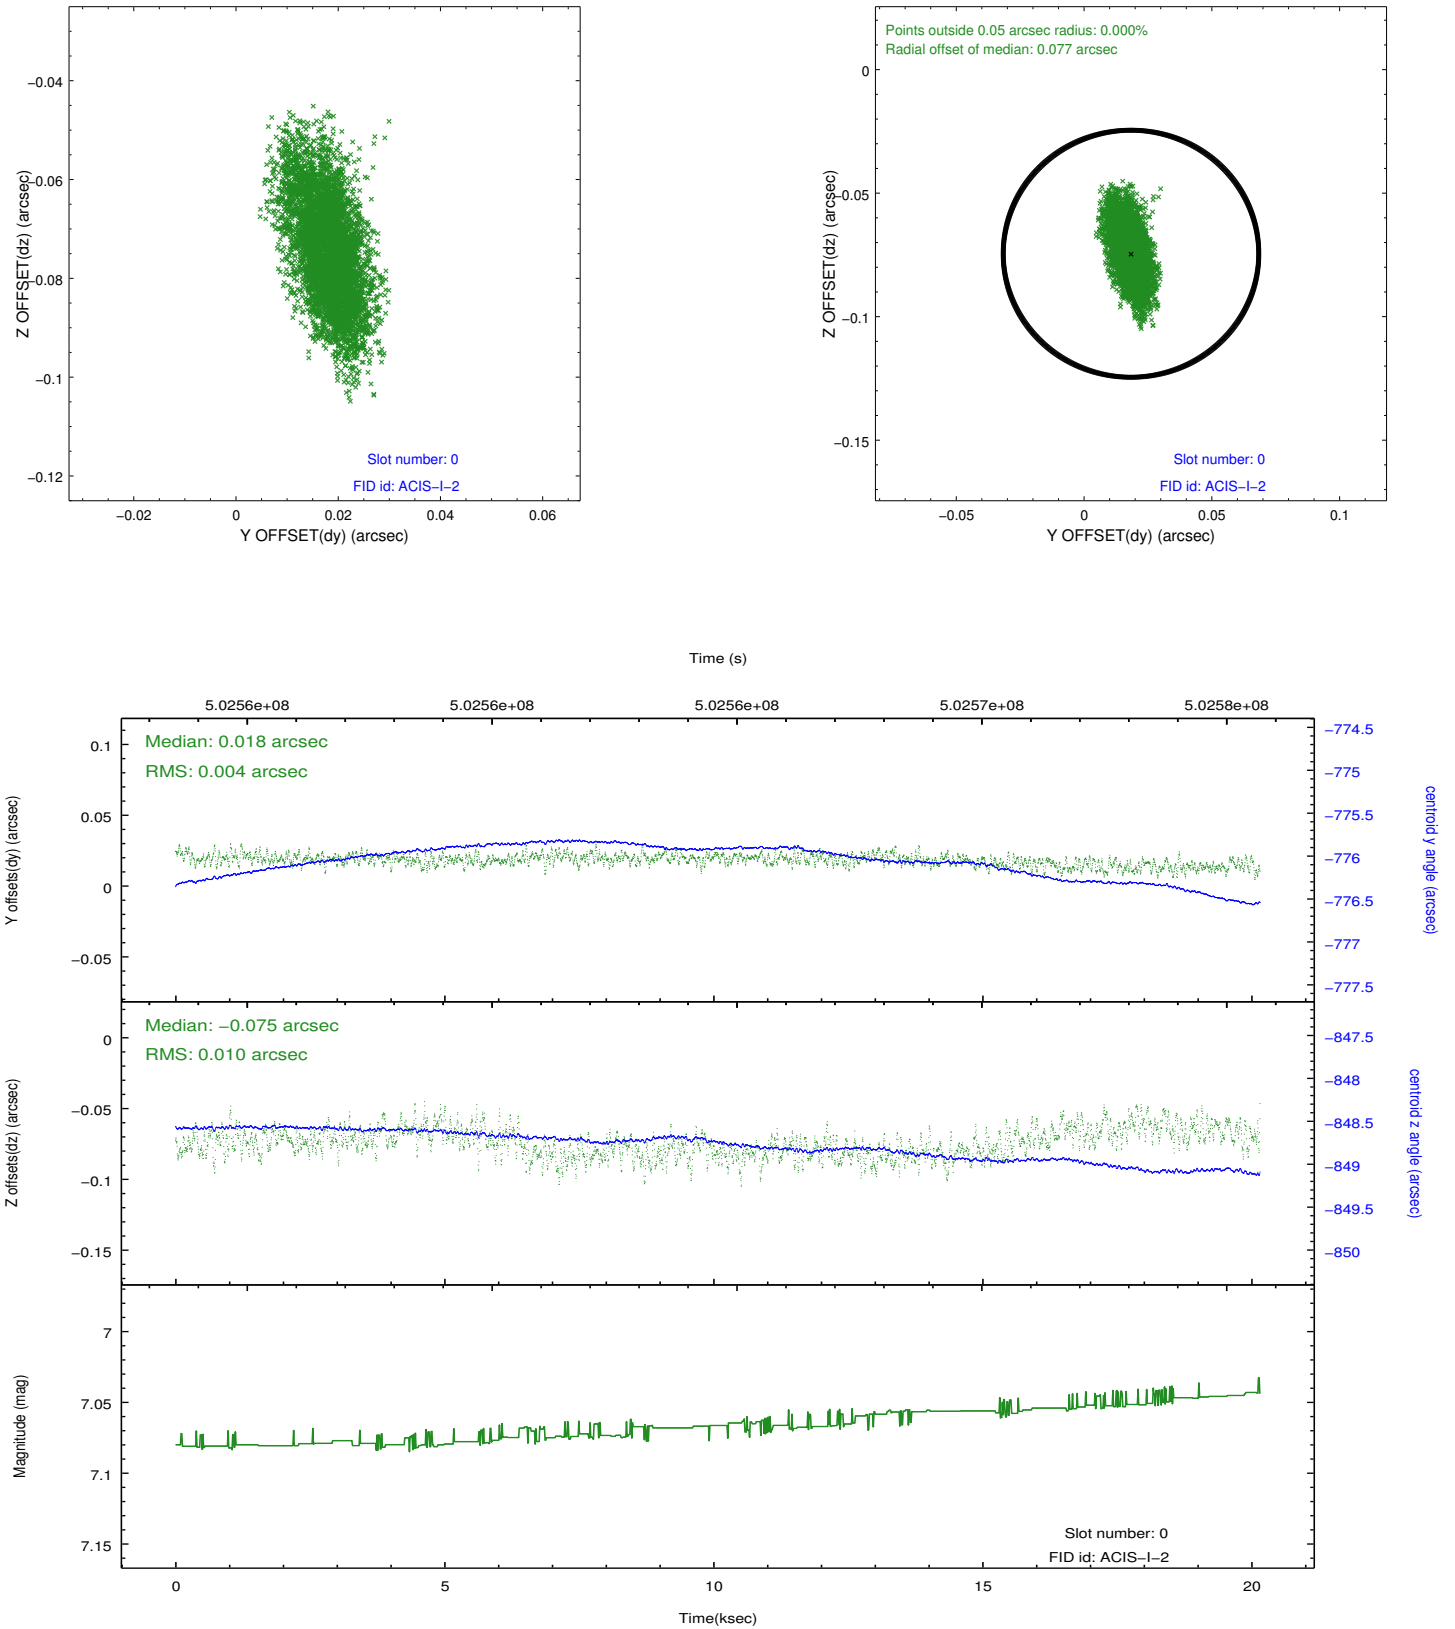 −0.04
−0.06
−0.08
−0.1
−0.12
Z OFFSET(dz) (arcsec)
Slot number: 0
FID id: ACIS−I−2
−0.02 0 0.02 0.04 0.06
Y OFFSET(dy) (arcsec)
Points outside 0.05 arcsec radius: 0.000%
Radial offset of median: 0.077 arcsec
0
−0.05
−0.1
−0.15
Z OFFSET(dz) (arcsec)
Slot number: 0
FID id: ACIS−I−2
−0.05 0 0.05 0.1
Y OFFSET(dy) (arcsec)
Time (s)
5.0256e+08 5.0256e+08 5.0256e+08 5.0257e+08 5.0258e+08
Median: 0.018 arcsec
RMS: 0.004 arcsec
0.1
0.05
0
−0.05
Y offsets(dy) (arcsec)
−774.5
−775
−775.5
−776
−776.5
−777
−777.5
centroid y angle (arcsec)
Median: −0.075 arcsec
RMS: 0.010 arcsec
0
−0.05
−0.1
−0.15
Z offsets(dz) (arcsec)
−847.5
−848
−848.5
−849
−849.5
−850
centroid z angle (arcsec)
7
7.05
7.1
7.15
Magnitude (mag)
Slot number: 0
FID id: ACIS−I−2
0 5 10 15 20
Time(ksec)